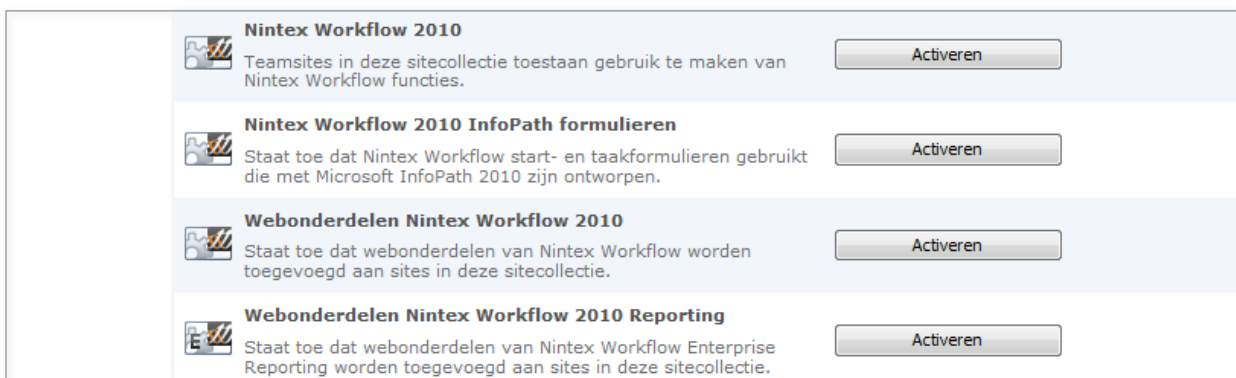 Nintex Workflow 2010
Teamsites in deze sitecollectie toestaan gebruik te maken van
Nintex Workflow functies.
Activeren
Nintex Workflow 2010 InfoPath formulieren
Staat toe dat Nintex Workflow start- en taakformulieren gebruikt
die met Microsoft InfoPath 2010 zijn ontworpen.
Activeren
Webonderdelen Nintex Workflow 2010
Staat toe dat webonderdelen van Nintex Workflow worden
toegevoegd aan sites in deze sitecollectie.
Activeren
E
Webonderdelen Nintex Workflow 2010 Reporting
Staat toe dat webonderdelen van Nintex Workflow Enterprise
Reporting worden toegevoegd aan sites in deze sitecollectie.
Activeren